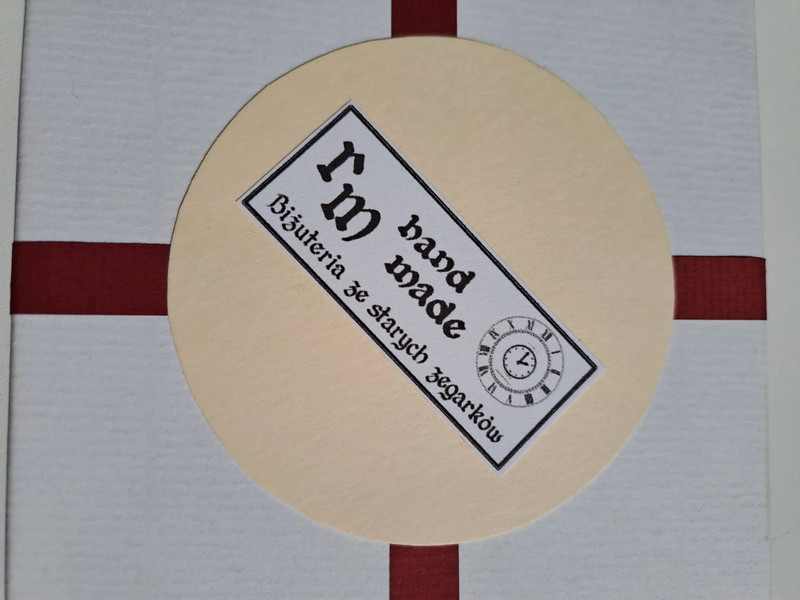 rm
hand
made
Biżuteria ze starych zegarków